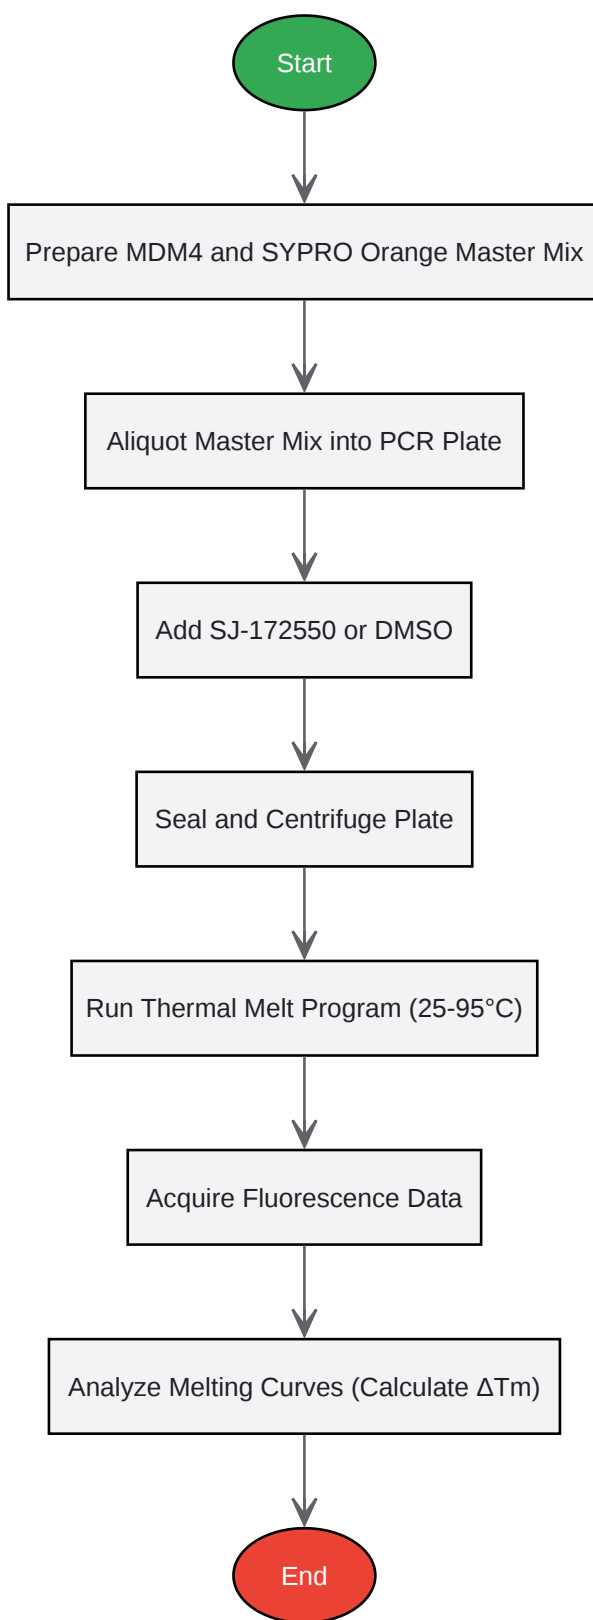 Start
Prepare MDM4 and SYPRO Orange Master Mix
Aliquot Master Mix into PCR Plate
Add SJ-172550 or DMSO
Seal and Centrifuge Plate
Run Thermal Melt Program (25-95°C)
Acquire Fluorescence Data
Analyze Melting Curves (Calculate ΔTm)
End